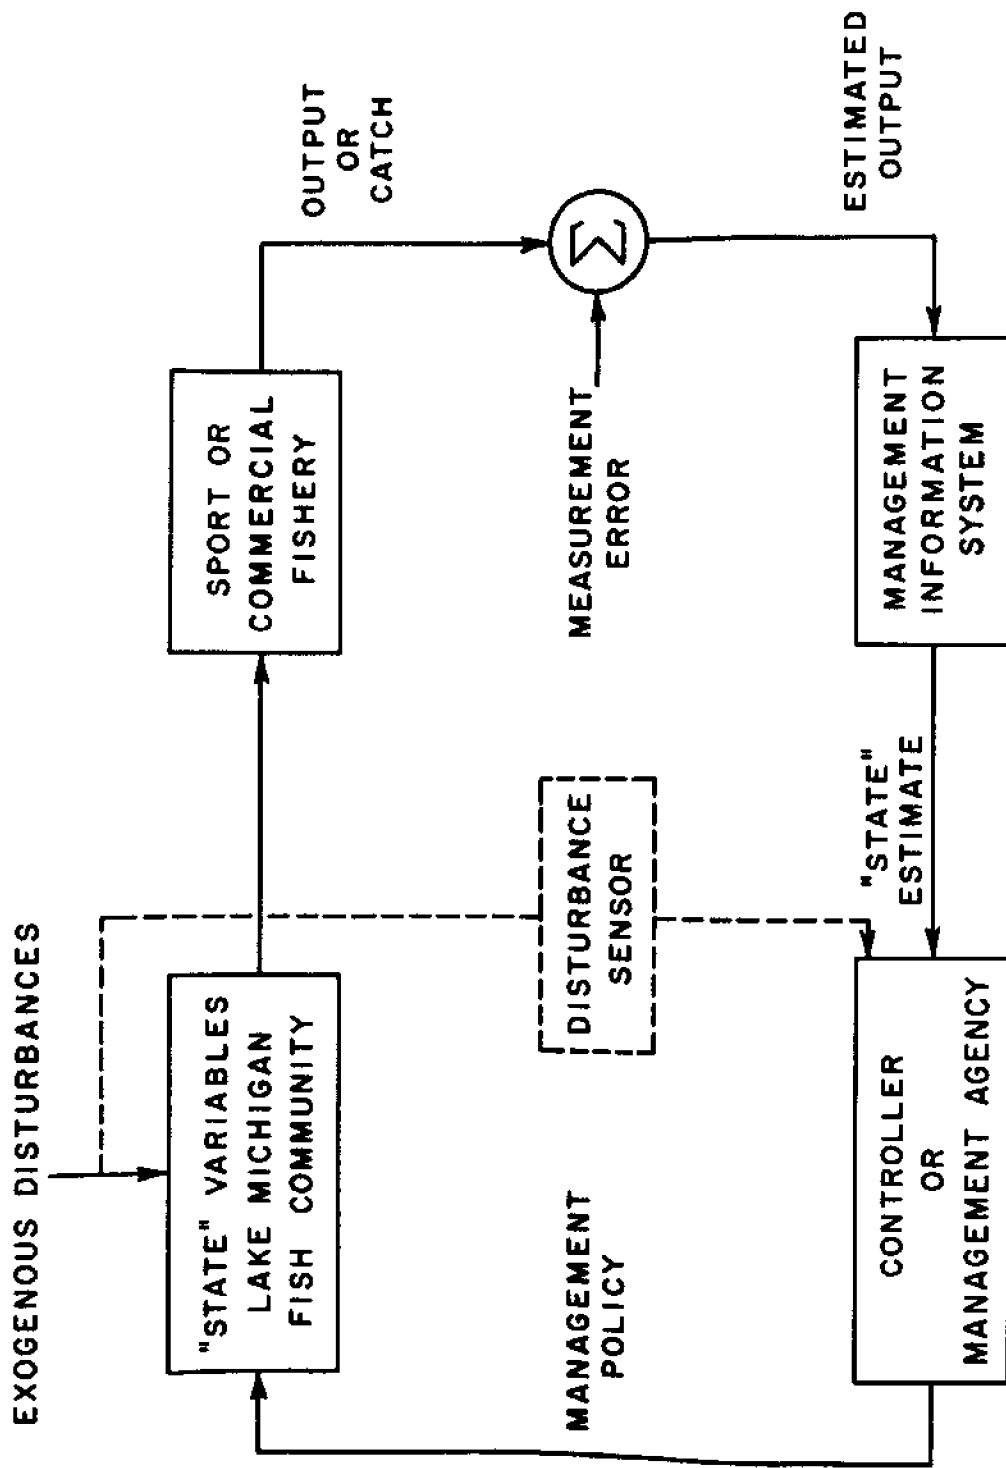 EXOGENOUS DISTURBANCES
"STATE" VARIABLES
LAKE MICHIGAN
FISH COMMUNITY
SPORT OR
COMMERCIAL
FISHERY
OUTPUT
OR
CATCH
MANAGEMENT
POLICY
DISTURBANCE
SENSOR
MEASUREMENT
ERROR
Σ
CONTROLLER
OR
MANAGEMENT AGENCY
"STATE"
ESTIMATE
MANAGEMENT
INFORMATION
SYSTEM
ESTIMATED
OUTPUT